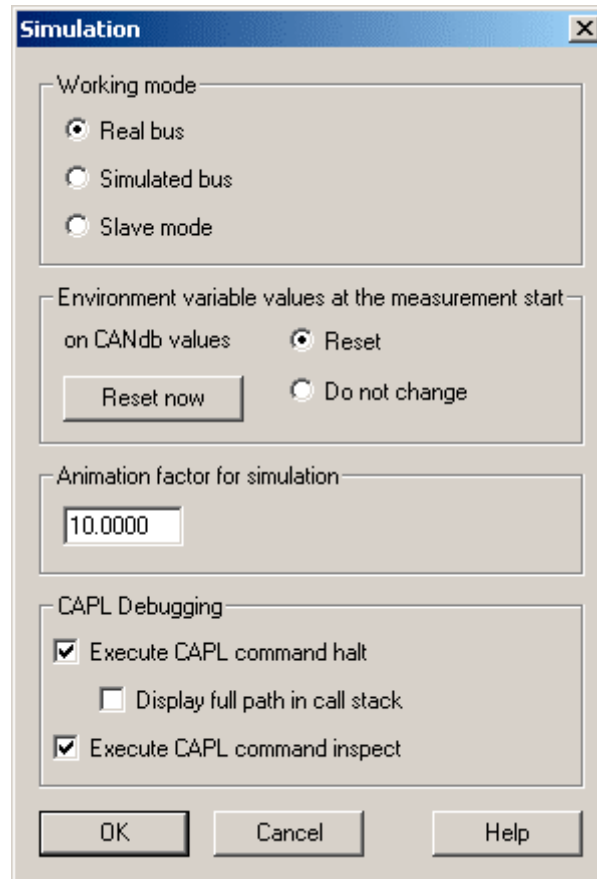 Simulation
Working mode
Real bus
Simulated bus
Slave mode
Environment variable values at the measurement start
on CANdb values
Reset
Reset now
Do not change
Animation factor for simulation
10.0000
CAPL Debugging
Execute CAPL command halt
Display full path in call stack
Execute CAPL command inspect
OK Cancel Help